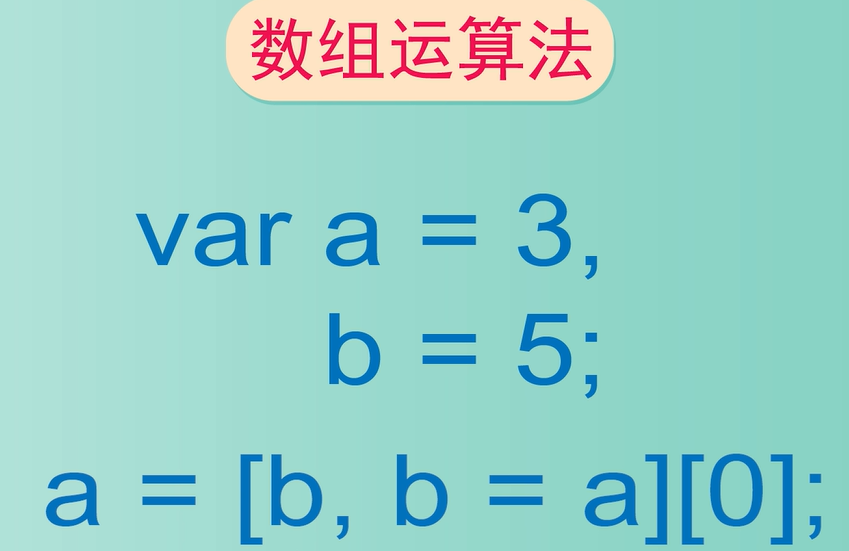 数组运算法
var a = 3,
b = 5;
a = [b, b = a][0];